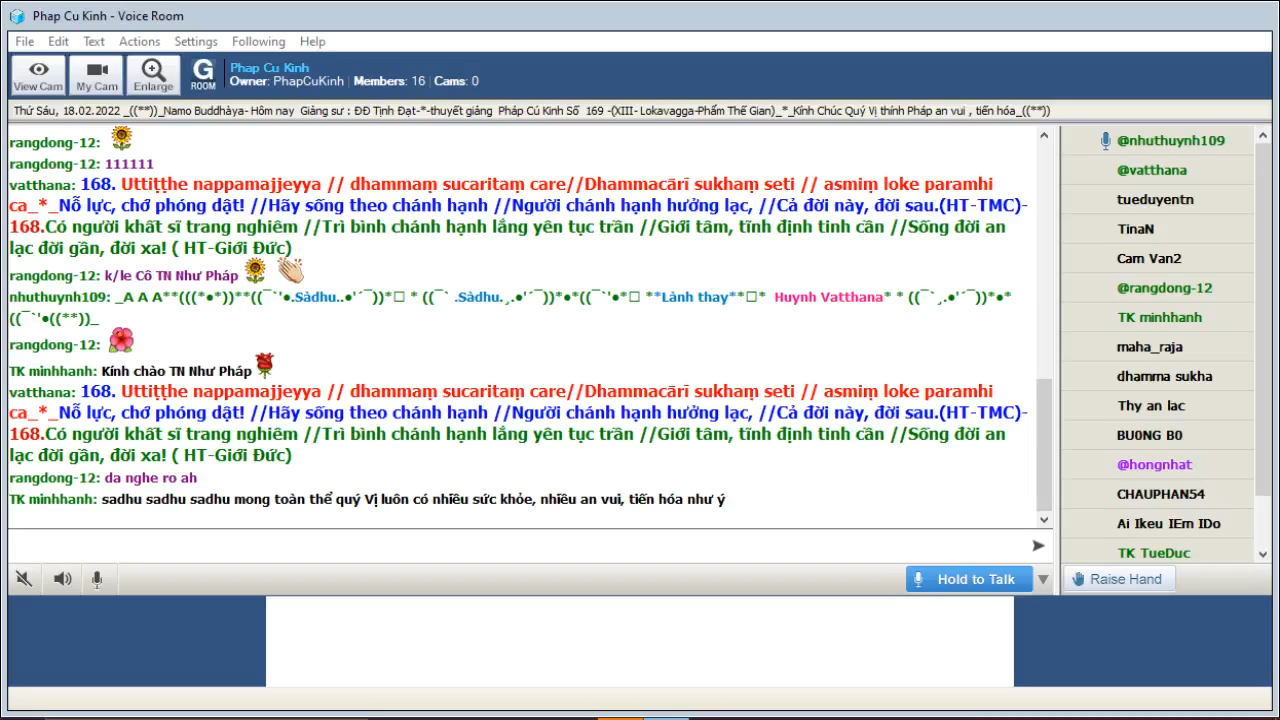 Phap Cu Kinh - Voice Room
File Edit Text Actions Settings Following Help
View Cam My Cam Enlarge G ROOM
Phap Cu Kinh
Owner: PhapCuKinh Members: 16 Cams: 0
Thứ Sáu, 18.02.2022 _((**))_Namo Buddhàya- Hôm nay Giảng sư : ĐĐ Tịnh Đạt-*-thuyết giảng Pháp Cú Kinh Số 169 -(XIII- Lokavagga-Phẩm Thế Gian)_*_Kính Chúc Quý Vị thính Pháp an vui , tiến hóa_((**))
rangdong-12:
rangdong-12: 111111
vatthana: 168. Uttiṭṭhe nappamajjeyya // dhammaṃ sucaritaṃ care//Dhammacārī sukhaṃ seti // asmiṃ loke paramhi
ca_*_Nỗ lực, chớ phóng dật! //Hãy sống theo chánh hạnh //Người chánh hạnh hưởng lạc, //Cả đời này, đời sau.(HT-TMC)-
168.Có người khất sĩ trang nghiêm //Trì bình chánh hạnh lắng yên tục trần //Giới tâm, tĩnh định tinh cần //Sống đời an
lạc đời gần, đời xa! ( HT-Giới Đức)
rangdong-12: k/le Cô TN Như Pháp
nhuthuynh109: _A A A**(((*•*))**((¯`'•.Sàdhu..•'´¯))*•*□ * ((¯` .Sàdhu.¸.•'´¯))*•*((¯`'•*□ **Lành thay**□* Huynh Vatthana* * ((¯`¸.•'´¯))*•*
((¯`'•((**))_
rangdong-12:
TK minhhanh: Kính chào TN Như Pháp
vatthana: 168. Uttiṭṭhe nappamajjeyya // dhammaṃ sucaritaṃ care//Dhammacārī sukhaṃ seti // asmiṃ loke paramhi
ca_*_Nỗ lực, chớ phóng dật! //Hãy sống theo chánh hạnh //Người chánh hạnh hưởng lạc, //Cả đời này, đời sau.(HT-TMC)-
168.Có người khất sĩ trang nghiêm //Trì bình chánh hạnh lắng yên tục trần //Giới tâm, tĩnh định tinh cần //Sống đời an
lạc đời gần, đời xa! ( HT-Giới Đức)
rangdong-12: da nghe ro ah
TK minhhanh: sadhu sadhu sadhu mong toàn thể quý Vị luôn có nhiều sức khỏe, nhiều an vui, tiến hóa như ý
@nhuthuynh109
@vatthana
tueduyentn
TinaN
Cam Van2
@rangdong-12
TK minhhanh
maha_raja
dhamma sukha
Thy an lac
BU0NG B0
@hongnhat
CHAUPHAN54
Ai Ikeu IEm IDo
TK TueDuc
Hold to Talk
Raise Hand